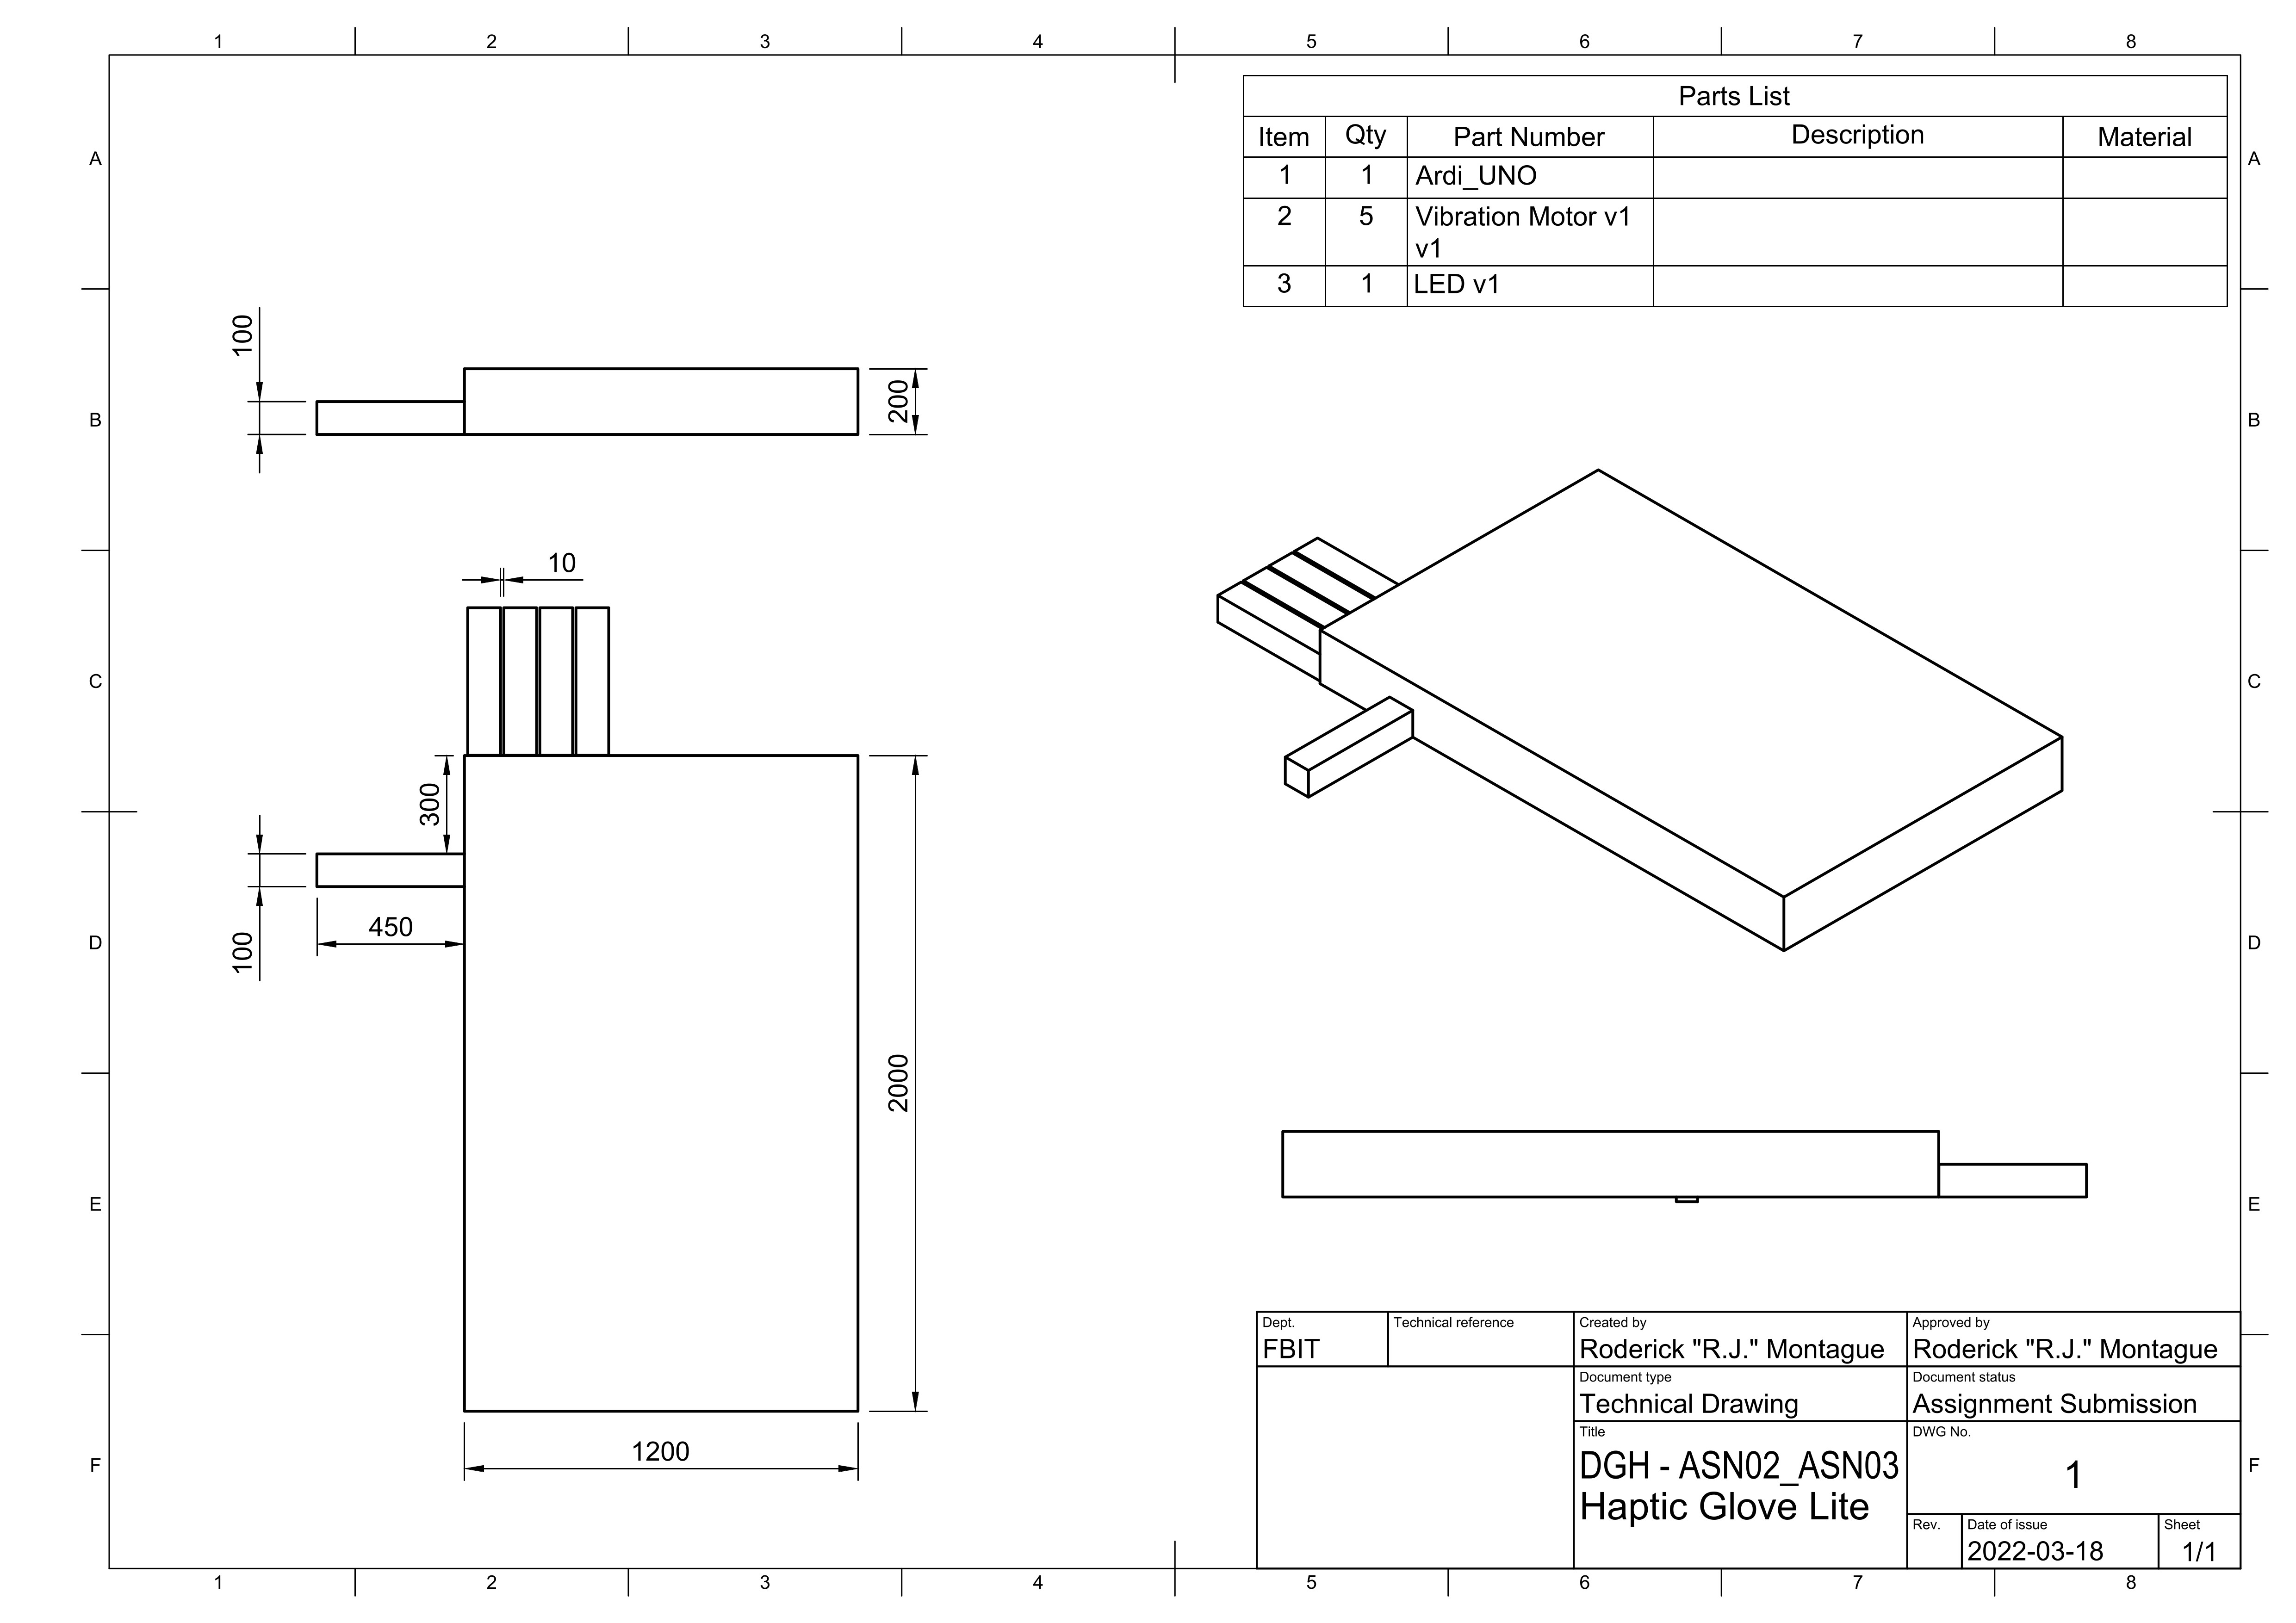 1 2 3 4 5 6 7 8
Parts List
Item Qty Part Number Description Material
1 1 Ardi_UNO
2 5 Vibration Motor v1
v1
3 1 LED v1
A A
100
200
B B
10
C C
300
100
450
D D
2000
E E
1200
F F
Dept. Technical reference Created by Approved by
FBIT Roderick "R.J." Montague Roderick "R.J." Montague
Document type Document status
Technical Drawing Assignment Submission
Title DWG No.
DGH - ASN02_ASN03
Haptic Glove Lite
1
Rev. Date of issue Sheet
2022-03-18 1/1
1 2 3 4 5 6 7 8